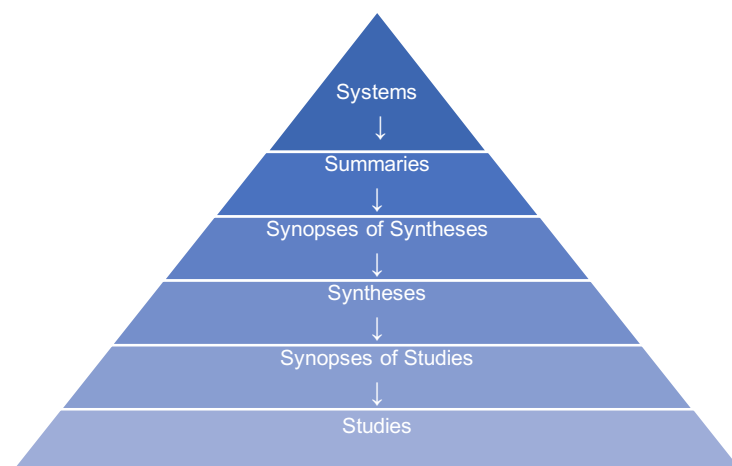 Systems
↓
Summaries
↓
Synopses of Syntheses
↓
Syntheses
↓
Synopses of Studies
↓
Studies